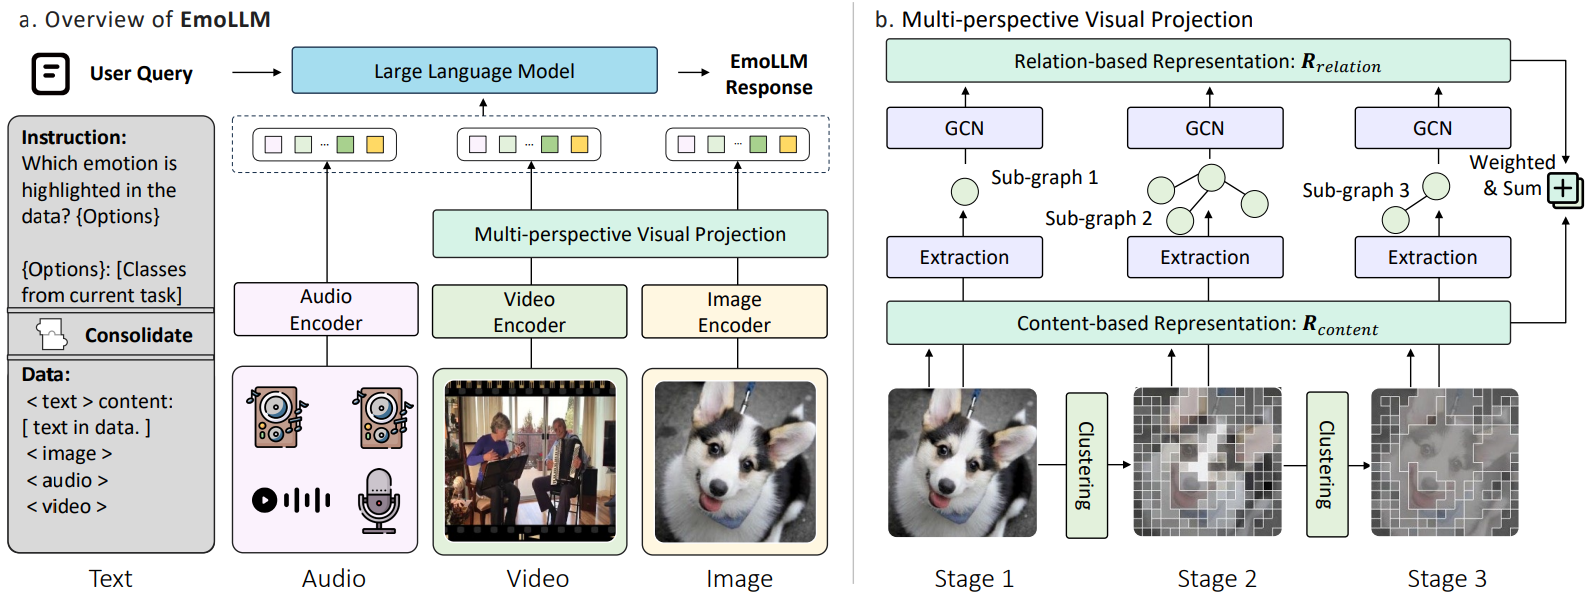 a. Overview of EmoLLM
User Query
Large Language Model
EmoLLM
Response
Instruction:
Which emotion is
highlighted in the
data? {Options}
{Options}: [Classes
from current task]
Consolidate
Data:
< text > content:
[ text in data. ]
< image >
< audio >
< video >
...
...
...
Multi-perspective Visual Projection
Audio
Encoder
Video
Encoder
Image
Encoder
Text
Audio
Video
Image
b. Multi-perspective Visual Projection
Relation-based Representation: R_relation
GCN
GCN
GCN
Sub-graph 1
Sub-graph 2
Sub-graph 3
Weighted
& Sum
Extraction
Extraction
Extraction
Content-based Representation: R_content
Clustering
Clustering
Stage 1
Stage 2
Stage 3